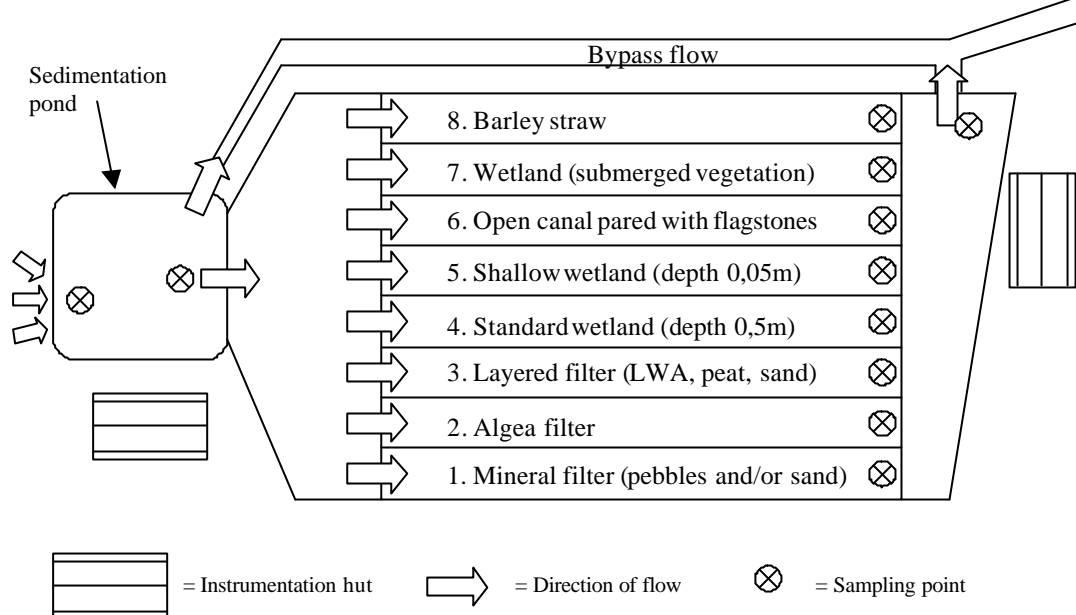 Bypass flow
Sedimentation
pond
8. Barley straw
7. Wetland (submerged vegetation)
6. Open canal pared with flagstones
5. Shallow wetland (depth 0,05m)
4. Standard wetland (depth 0,5m)
3. Layered filter (LWA, peat, sand)
2. Algea filter
1. Mineral filter (pebbles and/or sand)
= Instrumentation hut
= Direction of flow
= Sampling point